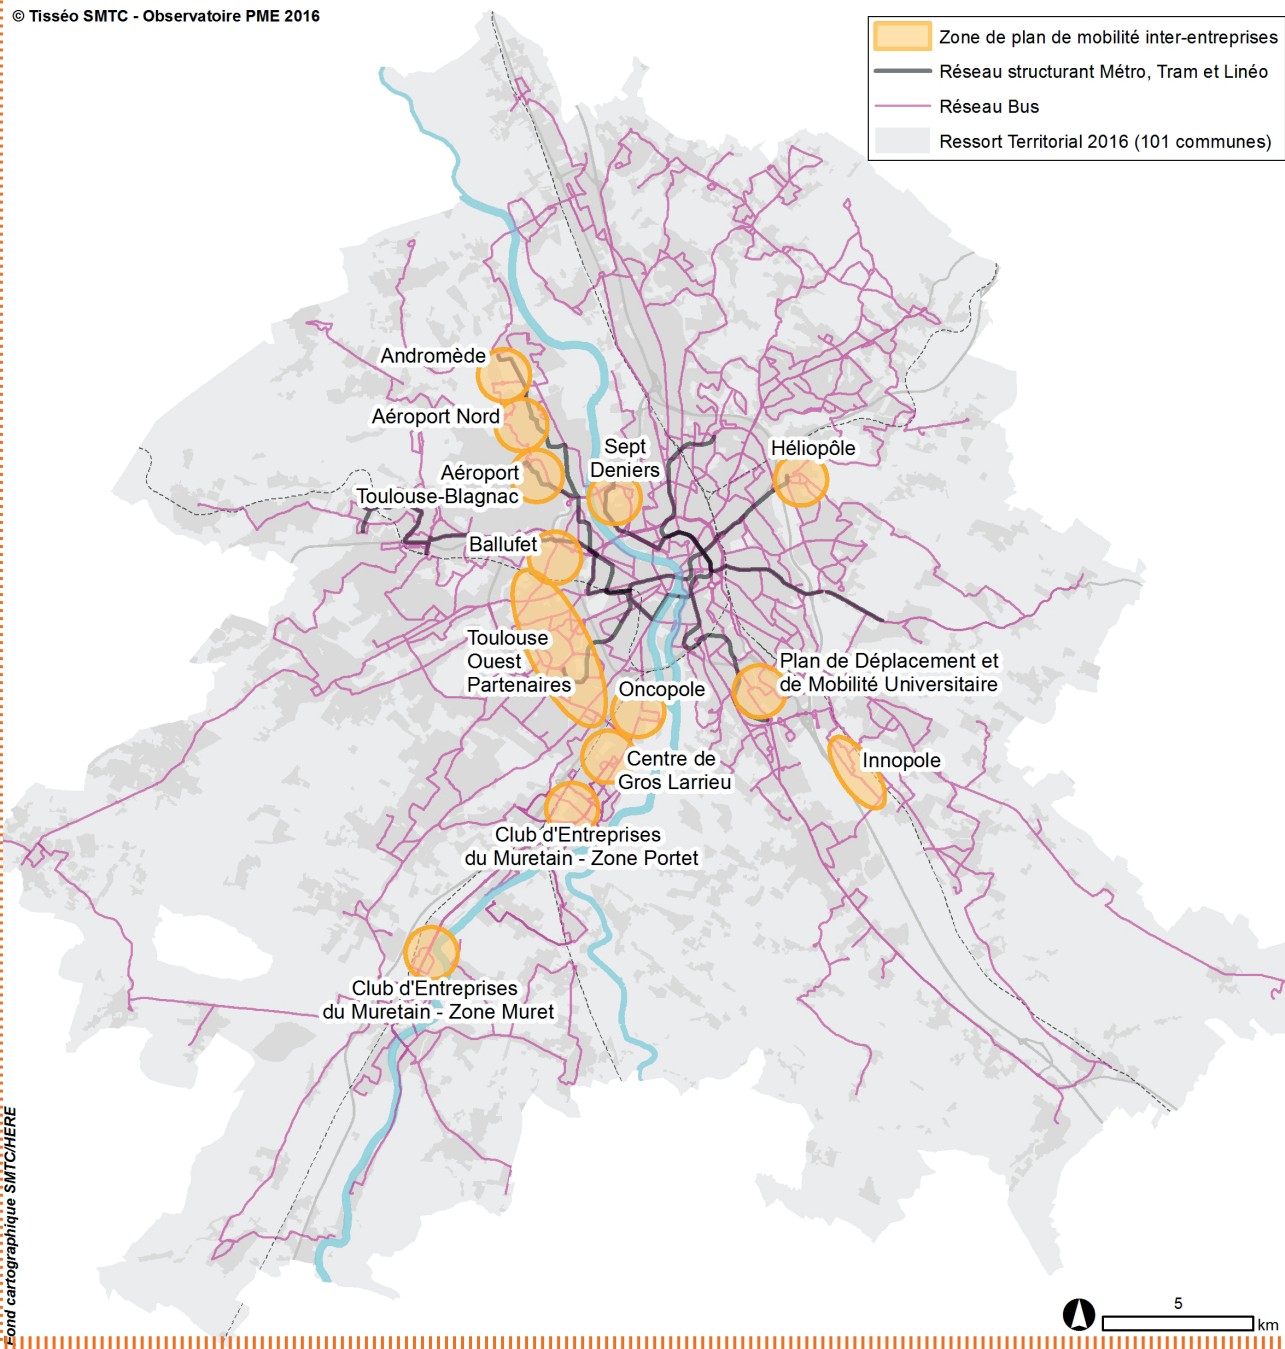 © Tisséo SMTC - Observatoire PME 2016
Zone de plan de mobilité inter-entreprises
Réseau structurant Métro, Tram et Linéo
Réseau Bus
Ressort Territorial 2016 (101 communes)
Andromède
Aéroport Nord
Aéroport
Toulouse-Blagnac
Sept
Deniers
Héliopôle
Ballufet
Toulouse
Ouest
Partenaires
Oncopole
Plan de Déplacement et
de Mobilité Universitaire
Centre de
Gros Larrieu
Innopole
Club d'Entreprises
du Muretain - Zone Portet
Club d'Entreprises
du Muretain - Zone Muret
Fond cartographique SMTC/HERE
5
km